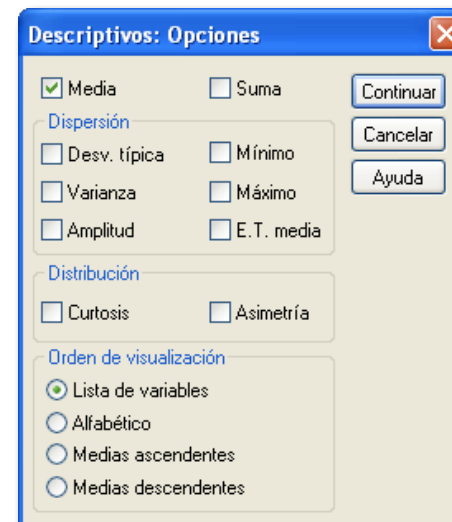 Descriptivos: Opciones
Media Suma Continuar
Dispersión Cancelar
Desv. típica Mínimo
Varianza Máximo Ayuda
Amplitud E.T. media
Distribución
Curtosis Asimetría
Orden de visualización
Lista de variables
Alfabético
Medias ascendentes
Medias descendentes